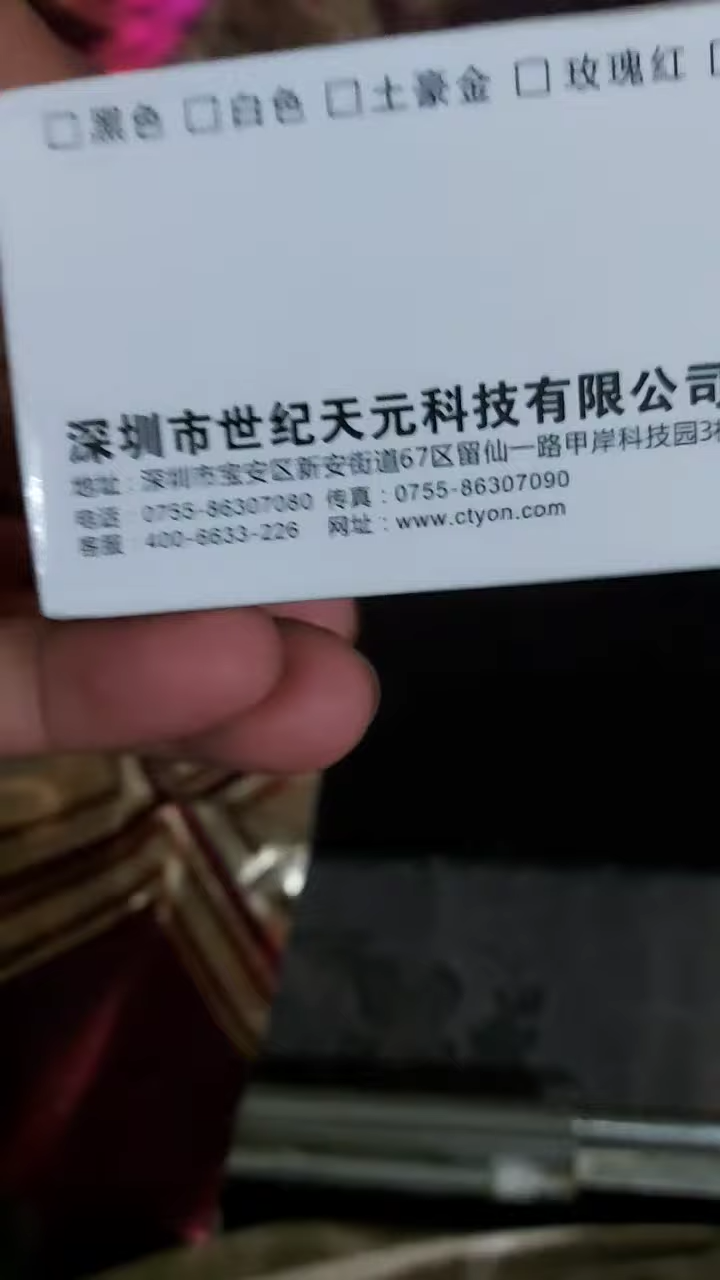 □黑色 □白色 □土豪金 □玫瑰红
深圳市世纪天元科技有限公司
地址：深圳市宝安区新安街道67区留仙一路甲岸科技园3
电话：0755-86307080 传真：0755-86307090
客服：400-6633-226 网址：www.ctyon.com